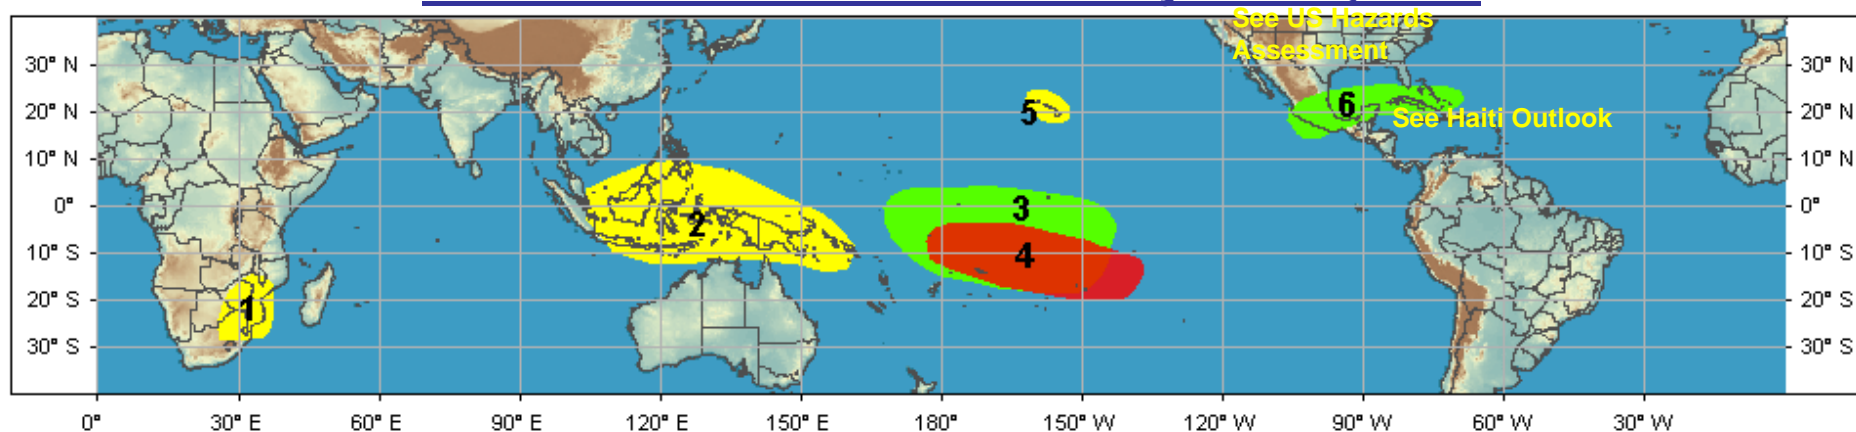 See US Hazards
Assessment
30° N
30° N
20° N
5
6
See Haiti Outlook
20° N
10° N
10° N
0°
2
3
0°
10° S
4
10° S
20° S
1
20° S
30° S
30° S
0°
30° E
60° E
90° E
120° E
150° E
180°
150° W
120° W
90° W
60° W
30° W